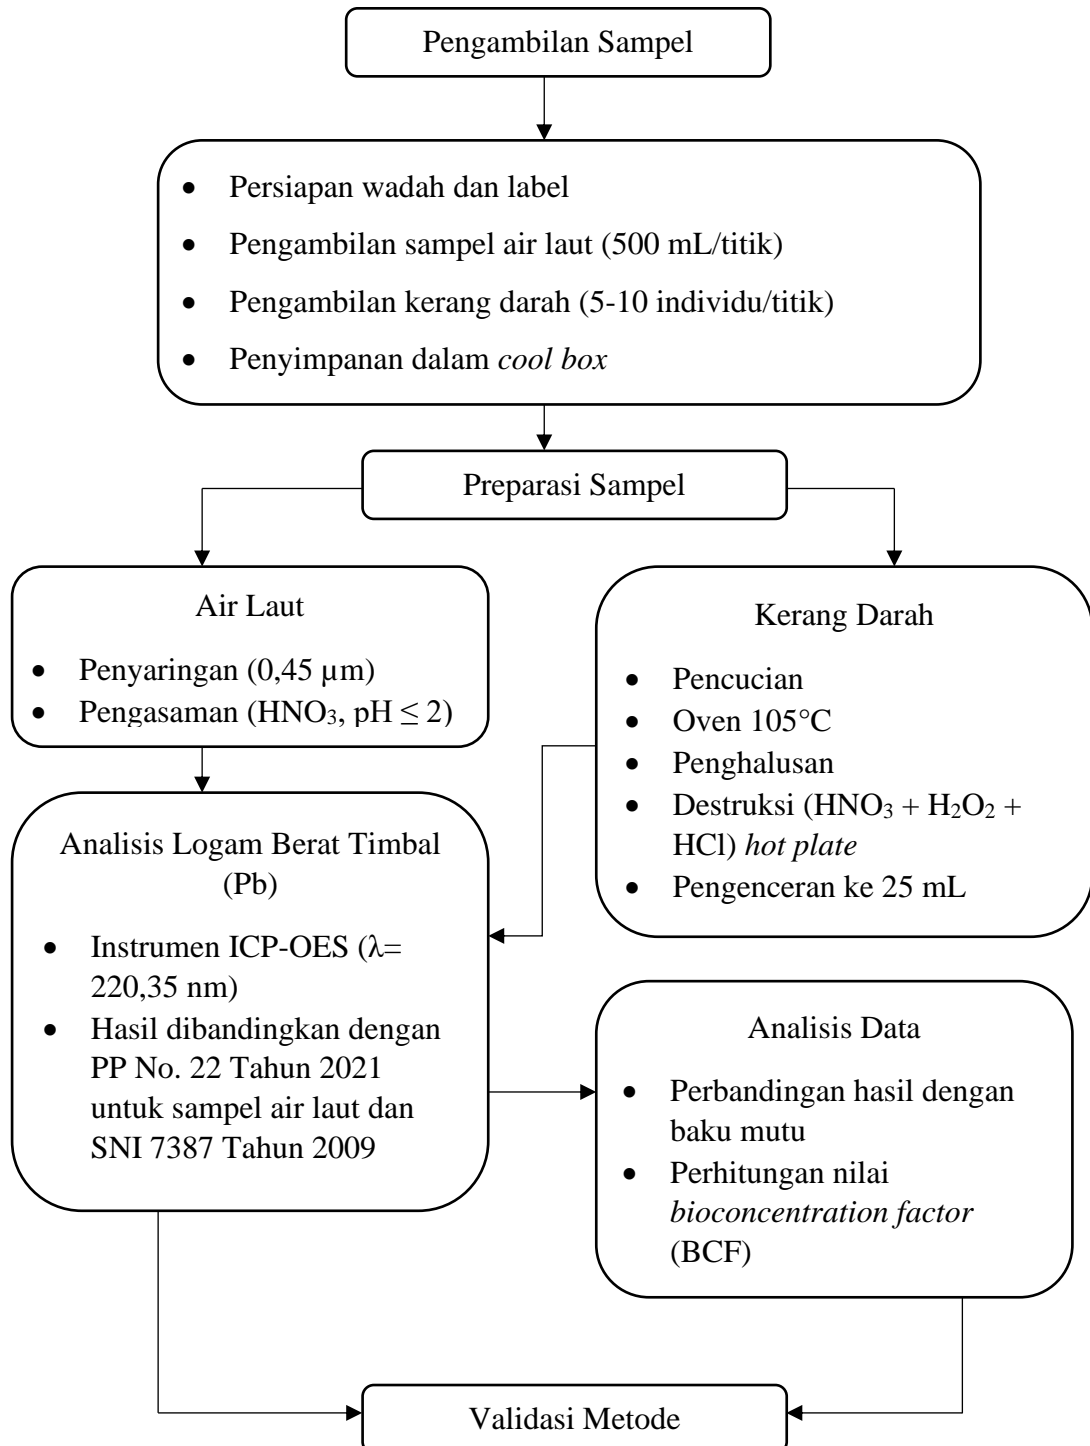 Pengambilan Sampel
• Persiapan wadah dan label
• Pengambilan sampel air laut (500 mL/titik)
• Pengambilan kerang darah (5-10 individu/titik)
• Penyimpanan dalam cool box
Preparasi Sampel
Air Laut
• Penyaringan (0,45 µm)
• Pengasaman (HNO₃, pH ≤ 2)
Kerang Darah
• Pencucian
• Oven 105°C
• Penghalusan
• Destruksi (HNO₃ + H₂O₂ +
HCl) hot plate
• Pengenceran ke 25 mL
Analisis Logam Berat Timbal
(Pb)
• Instrumen ICP-OES (λ=
220,35 nm)
• Hasil dibandingkan dengan
PP No. 22 Tahun 2021
untuk sampel air laut dan
SNI 7387 Tahun 2009
Analisis Data
• Perbandingan hasil dengan
baku mutu
• Perhitungan nilai
bioconcentration factor
(BCF)
Validasi Metode